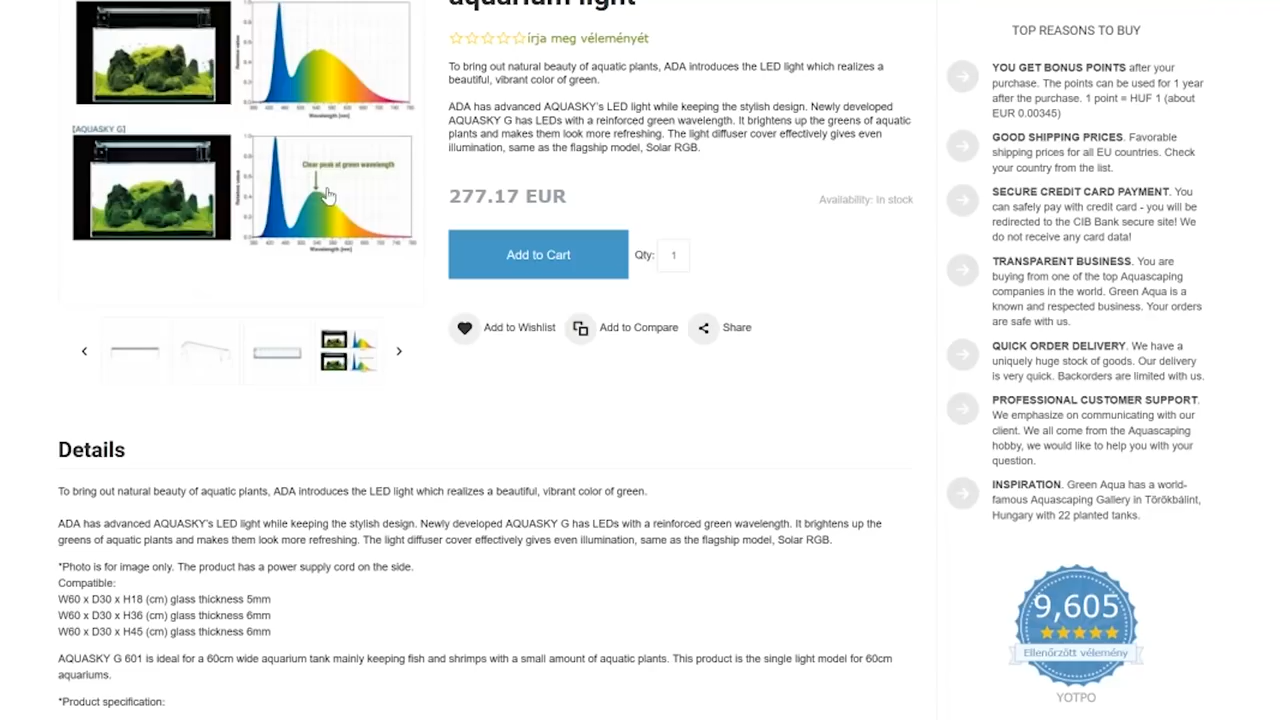 aquarium light
írja meg véleményét
To bring out natural beauty of aquatic plants, ADA introduces the LED light which realizes a
beautiful, vibrant color of green.
ADA has advanced AQUASKY's LED light while keeping the stylish design. Newly developed
AQUASKY G has LEDs with a reinforced green wavelength. It brightens up the greens of aquatic
plants and makes them look more refreshing. The light diffuser cover effectively gives even
illumination, same as the flagship model, Solar RGB.
277.17 EUR
Availability: In stock
Add to Cart
Qty: 1
Add to Wishlist
Add to Compare
Share
Wavelength [nm]
[AQUASKY G]
Clear peak of green wavelength
Wavelength [nm]
Details
To bring out natural beauty of aquatic plants, ADA introduces the LED light which realizes a beautiful, vibrant color of green.
ADA has advanced AQUASKY's LED light while keeping the stylish design. Newly developed AQUASKY G has LEDs with a reinforced green wavelength. It brightens up the
greens of aquatic plants and makes them look more refreshing. The light diffuser cover effectively gives even illumination, same as the flagship model, Solar RGB.
*Photo is for image only. The product has a power supply cord on the side.
Compatible:
W60 x D30 x H18 (cm) glass thickness 5mm
W60 x D30 x H36 (cm) glass thickness 6mm
W60 x D30 x H45 (cm) glass thickness 6mm
AQUASKY G 601 is ideal for a 60cm wide aquarium tank mainly keeping fish and shrimps with a small amount of aquatic plants. This product is the single light model for 60cm
aquariums.
*Product specification:
TOP REASONS TO BUY
YOU GET BONUS POINTS after your
purchase. The points can be used for 1 year
after the purchase. 1 point = HUF 1 (about
EUR 0.00345)
GOOD SHIPPING PRICES. Favorable
shipping prices for all EU countries. Check
your country from the list.
SECURE CREDIT CARD PAYMENT. You
can safely pay with credit card - you will be
redirected to the CIB Bank secure site! We
do not receive any card data!
TRANSPARENT BUSINESS. You are
buying from one of the top Aquascaping
companies in the world. Green Aqua is a
known and respected business. Your orders
are safe with us.
QUICK ORDER DELIVERY. We have a
uniquely huge stock of goods. Our delivery
is very quick. Backorders are limited with us.
PROFESSIONAL CUSTOMER SUPPORT.
We emphasize on communicating with our
client. We all come from the Aquascaping
hobby, we would like to help you with your
question.
INSPIRATION. Green Aqua has a world-
famous Aquascaping Gallery in Törökbálint,
Hungary with 22 planted tanks.
9,605
Ellenőrzött vélemény
YOTPO